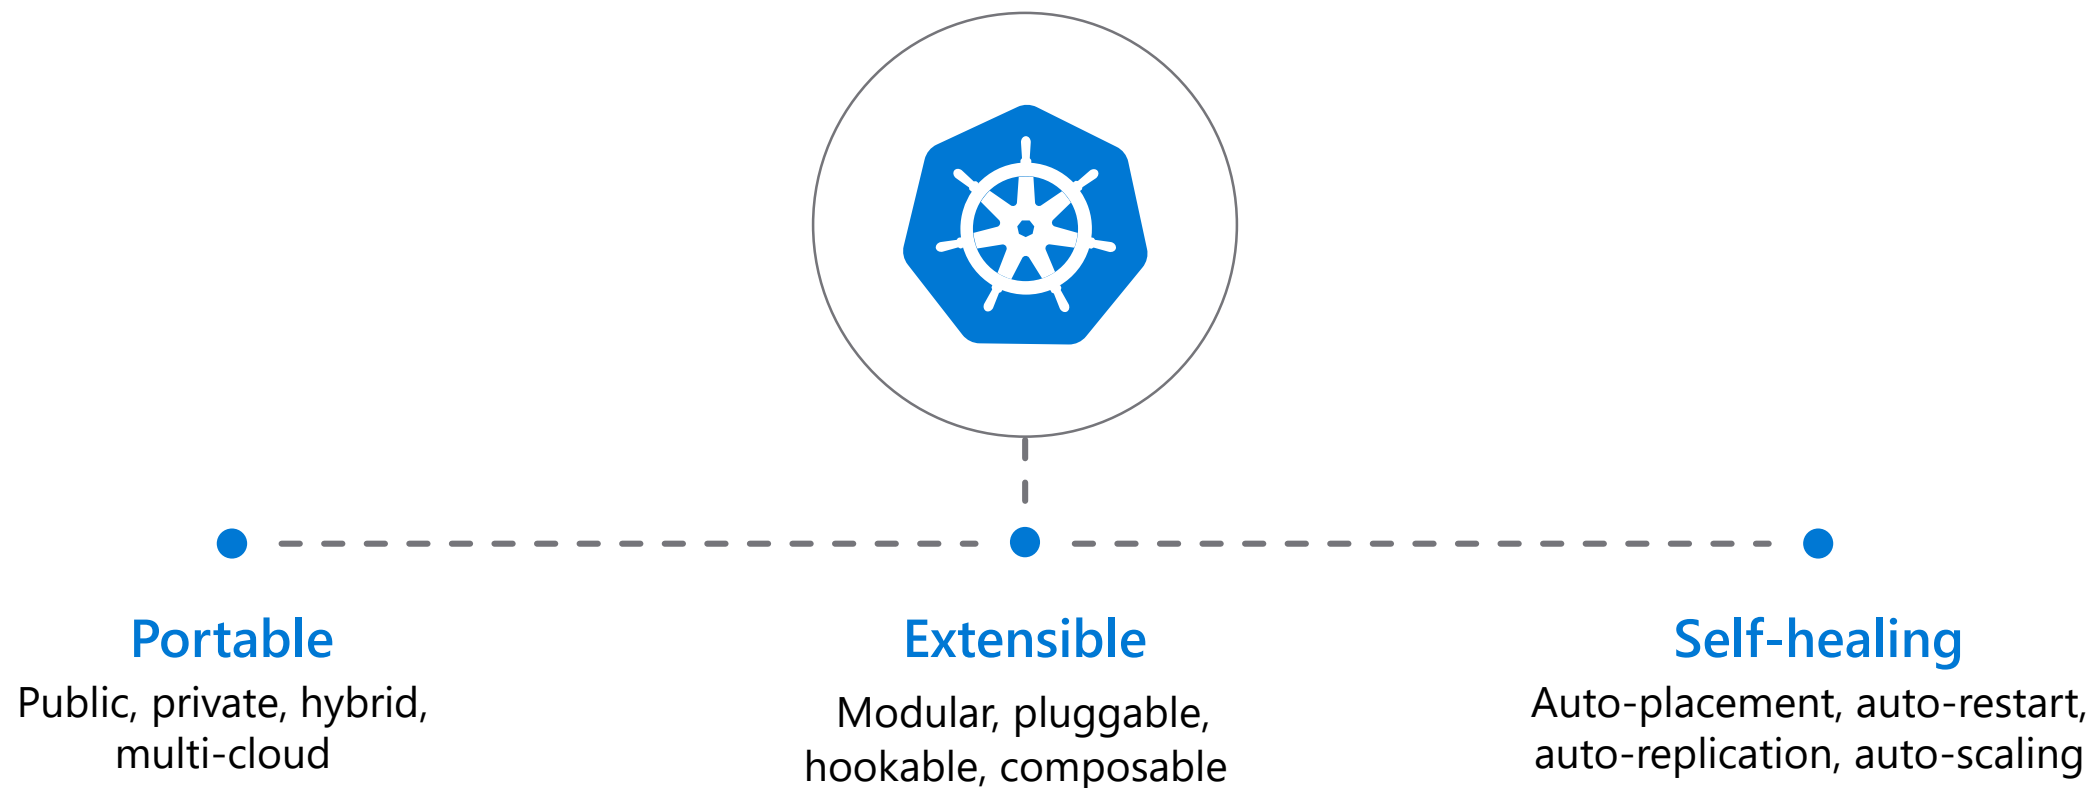 Portable
Public, private, hybrid,
multi-cloud
Extensible
Modular, pluggable,
hookable, composable
Self-healing
Auto-placement, auto-restart,
auto-replication, auto-scaling